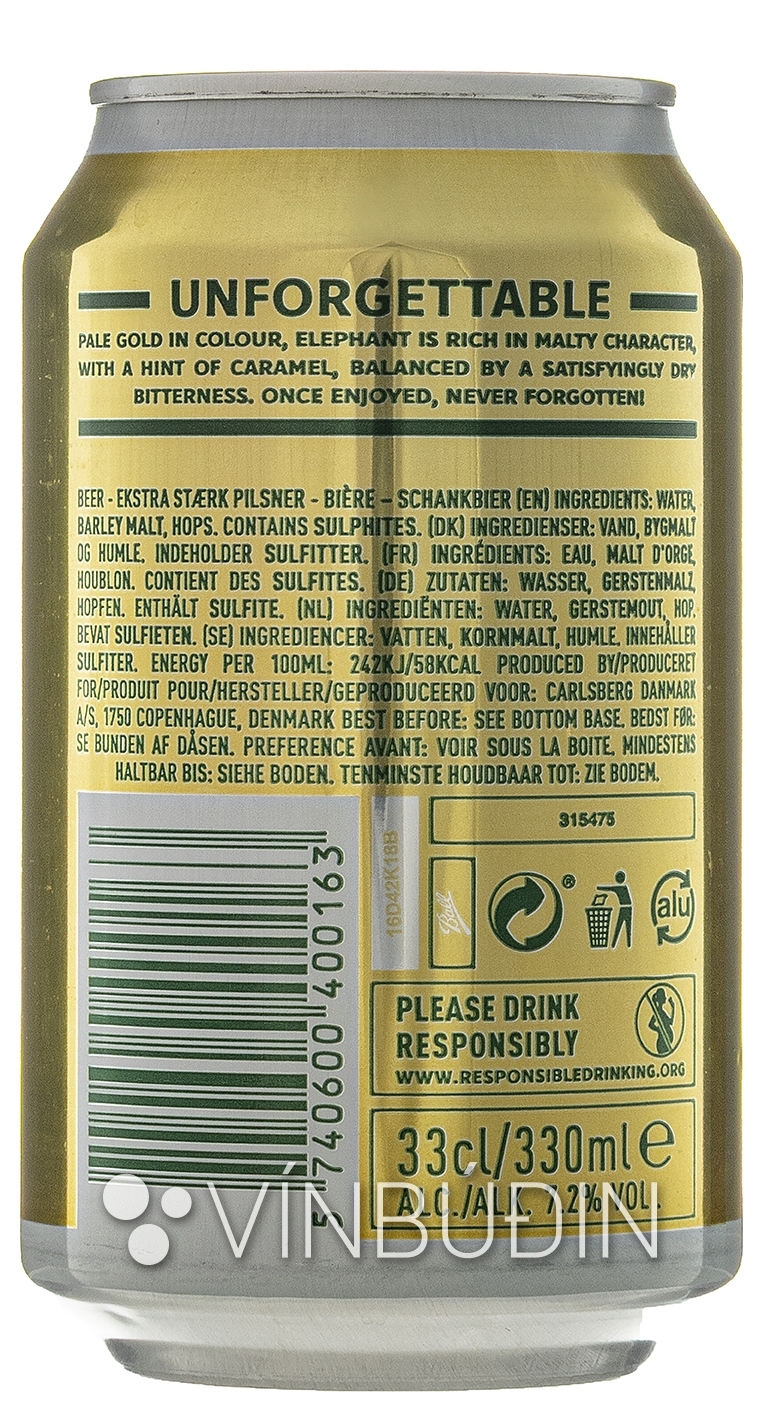 UNFORGETTABLE
PALE GOLD IN COLOUR, ELEPHANT IS RICH IN MALTY CHARACTER,
WITH A HINT OF CARAMEL, BALANCED BY A SATISFYINGLY DRY
BITTERNESS. ONCE ENJOYED, NEVER FORGOTTEN!
BEER - EKSTRA STÆRK PILSNER - BIÈRE – SCHANKBIER (EN) INGREDIENTS: WATER,
BARLEY MALT, HOPS. CONTAINS SULPHITES. (DK) INGREDIENSER: VAND, BYGMALT
OG HUMLE. INDEHOLDER SULFITTER. (FR) INGRÉDIENTS: EAU, MALT D'ORGE,
HOUBLON. CONTIENT DES SULFITES. (DE) ZUTATEN: WASSER, GERSTENMALZ,
HOPFEN. ENTHÄLT SULFITE. (NL) INGREDIËNTEN: WATER, GERSTEMOUT, HOP.
BEVAT SULFIETEN. (SE) INGREDIENCER: VATTEN, KORNMALT, HUMLE. INNEHÅLLER
SULFITER. ENERGY PER 100ML: 242KJ/58KCAL PRODUCED BY/PRODUCERET
FOR/PRODUIT POUR/HERSTELLER/GEPRODUCEERD VOOR: CARLSBERG DANMARK
A/S, 1750 COPENHAGUE, DENMARK BEST BEFORE: SEE BOTTOM BASE. BEDST FØR:
SE BUNDEN AF DÅSEN. PREFERENCE AVANT: VOIR SOUS LA BOITE. MINDESTENS
HALTBAR BIS: SIEHE BODEN. TENMINSTE HOUDBAAR TOT: ZIE BODEM.
5 740600 400163
16D42K18B
315475
Ball
®
alu
PLEASE DRINK
RESPONSIBLY
WWW.RESPONSIBLEDRINKING.ORG
33cl/330ml e
ALC./ALK. 7.2% VOL.
VÍNBÚÐIN